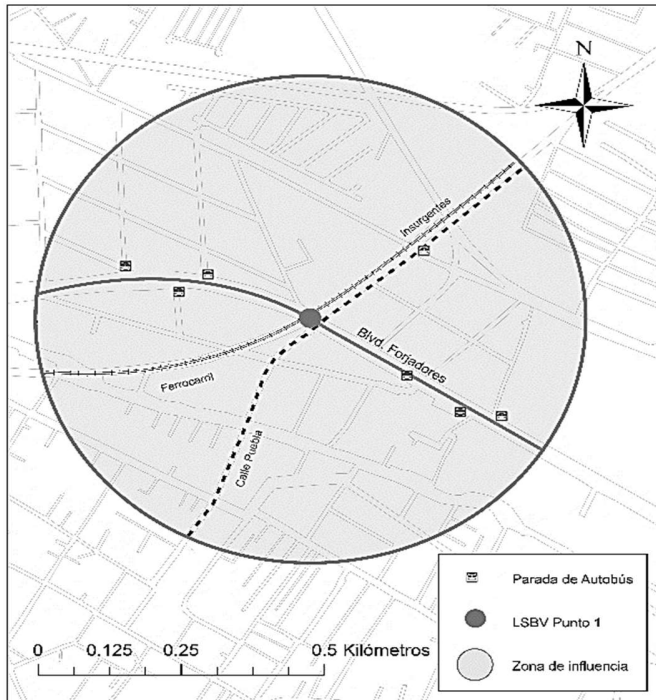 N
Insurgentes
Blvd. Forjadores
Ferrocarril
Calle Puebla
Parada de Autobús
LSBV Punto 1
Zona de influencia
0 0.125 0.25 0.5 Kilómetros